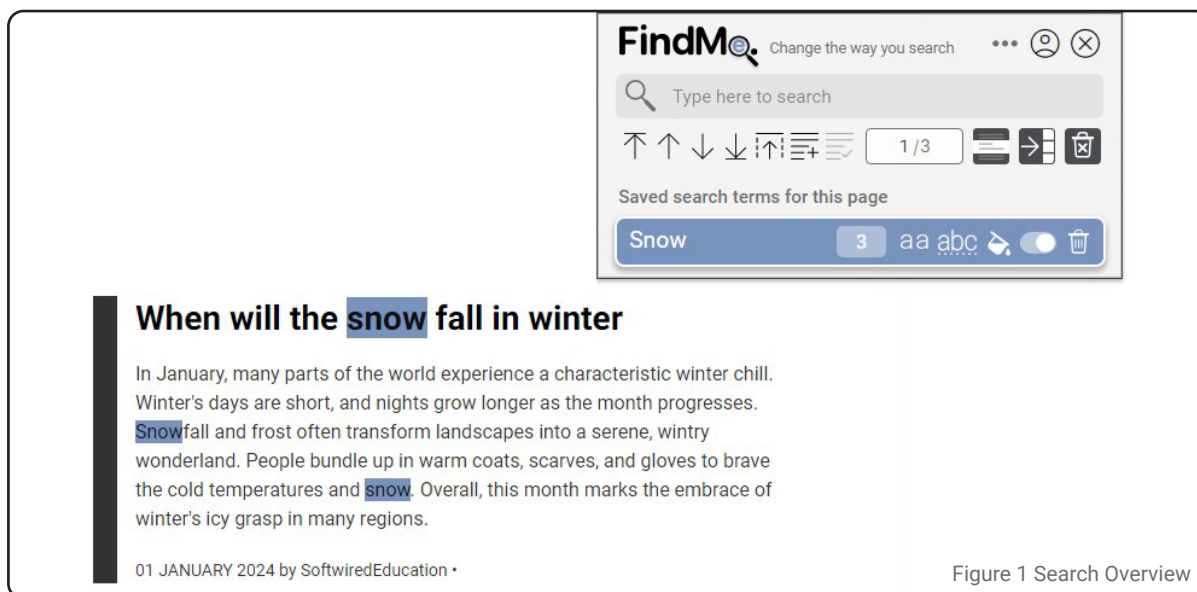 FindMe Change the way you search
Type here to search
1/3
Saved search terms for this page
Snow 3 aa abc
When will the snow fall in winter
In January, many parts of the world experience a characteristic winter chill.
Winter's days are short, and nights grow longer as the month progresses.
Snowfall and frost often transform landscapes into a serene, wintry
wonderland. People bundle up in warm coats, scarves, and gloves to brave
the cold temperatures and snow. Overall, this month marks the embrace of
winter's icy grasp in many regions.
01 JANUARY 2024 by SoftwiredEducation •
Figure 1 Search Overview